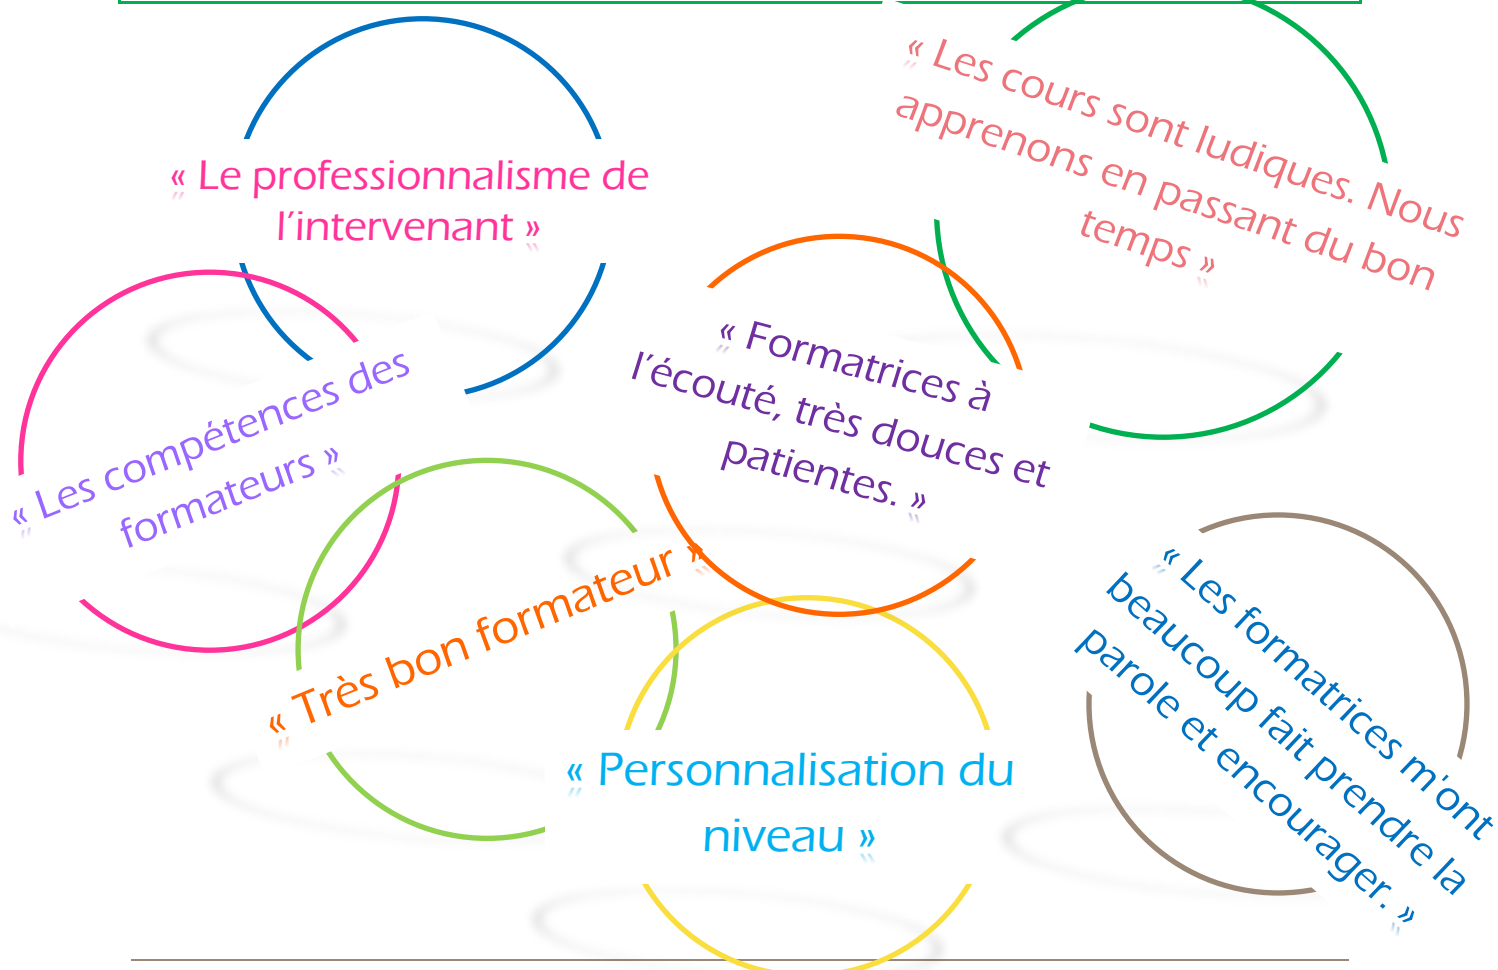 « Le professionnalisme de
l'intervenant »
« Les cours sont ludiques. Nous
apprenons en passant du bon
temps »
« Les compétences des
formateurs »
« Formatrices à
l'écouté, très douces et
patientes. »
« Très bon formateur »
« Personnalisation du
niveau »
« Les formatrices m'ont
beaucoup fait prendre la
parole et encourager. »